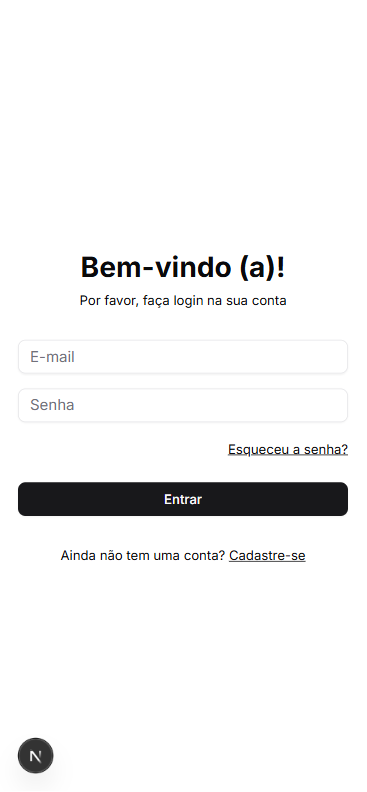 Bem-vindo (a)!
Por favor, faça login na sua conta
E-mail
Senha
Esqueceu a senha?
Entrar
Ainda não tem uma conta? Cadastre-se
N